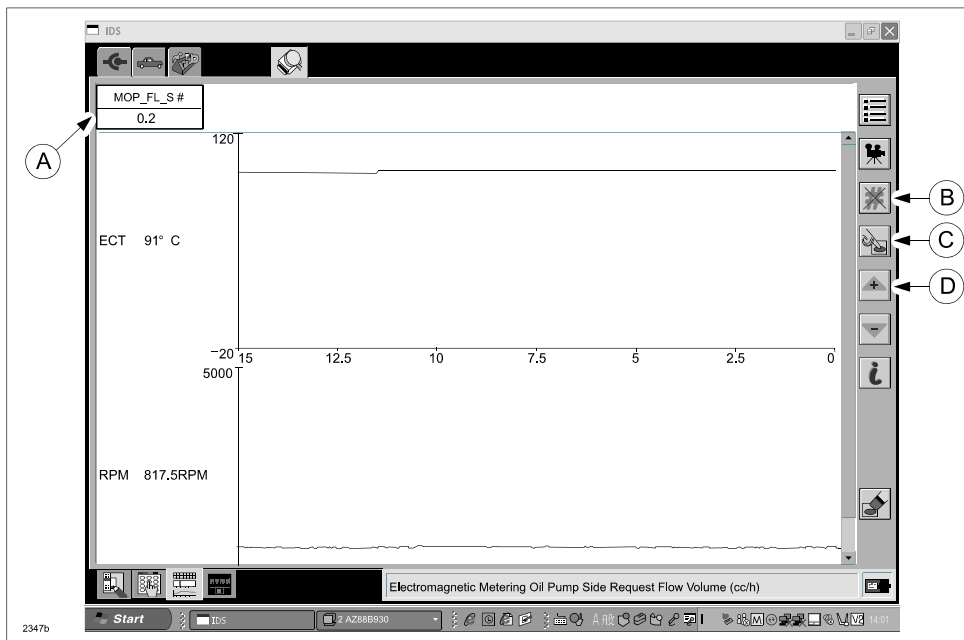 IDS
MOP_FL_S #
0.2
A
120
ECT 91° C
B
C
D
+
-
i
−20
15 12.5 10 7.5 5 2.5 0
5000
RPM 817.5RPM
Electromagnetic Metering Oil Pump Side Request Flow Volume (cc/h)
Start
IDS
2 AZ88B930
14:01
2347b